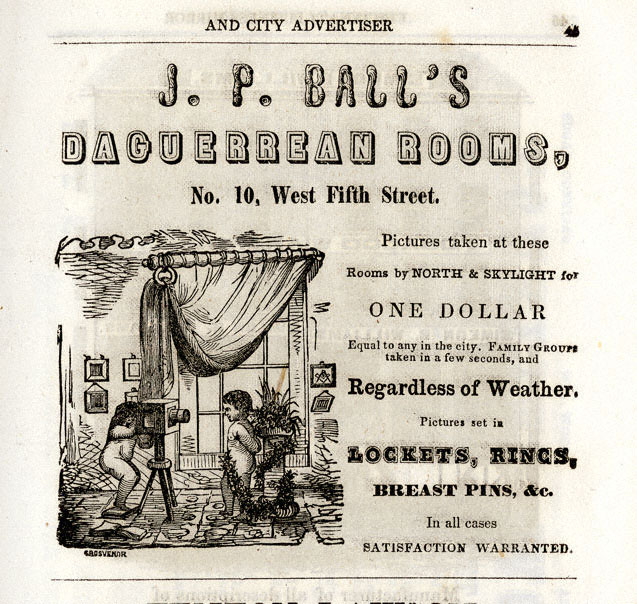 AND CITY ADVERTISER
J. P. BALL'S
DAGUERREAN ROOMS,
No. 10, West Fifth Street.
Pictures taken at these
Rooms by NORTH & SKYLIGHT for
ONE DOLLAR
Equal to any in the city. FAMILY GROUPS
taken in a few seconds, and
Regardless of Weather.
Pictures set in
LOCKETS, RINGS,
BREAST PINS, &c.
In all cases
SATISFACTION WARRANTED.
GROSVENOR